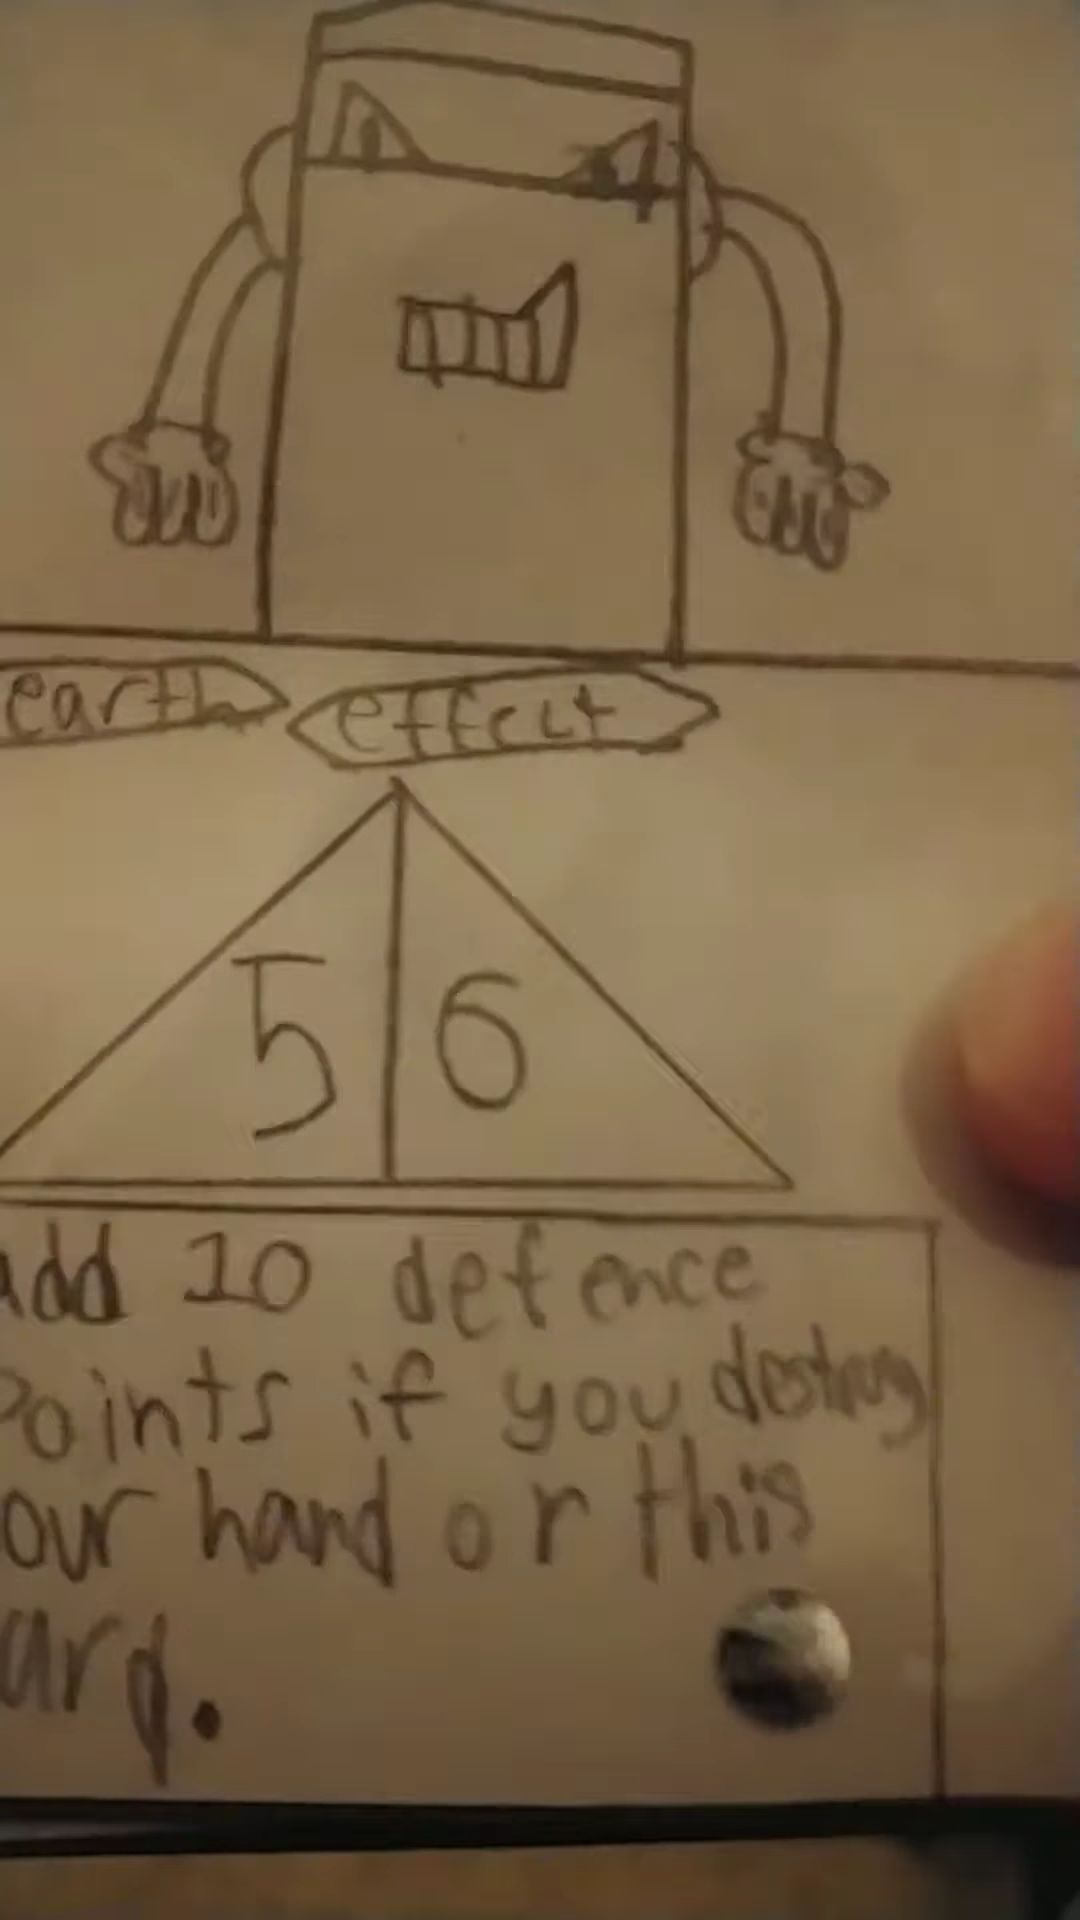 earth effect
5 6
add 10 defence
Points if you destroy
our hand or this
ard.